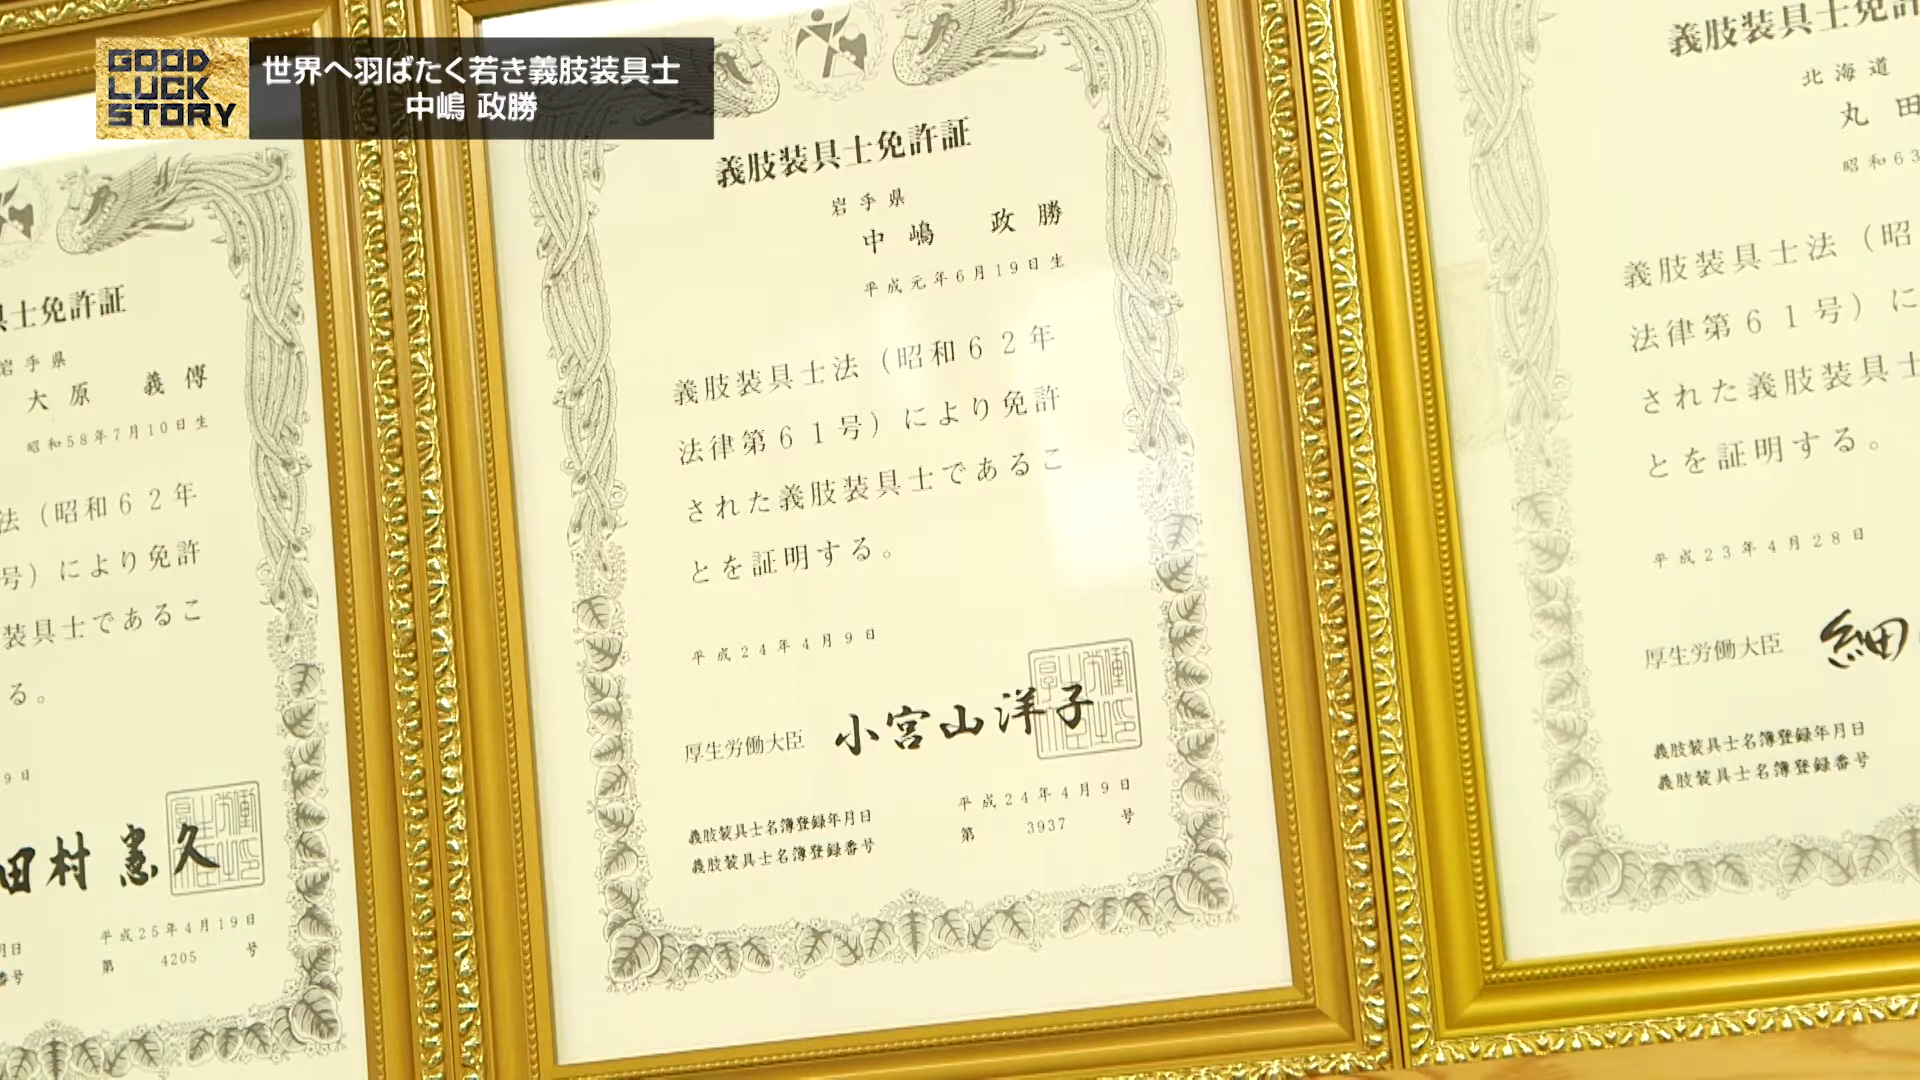 GOOD
LUCK
STORY
世界へ羽ばたく若き義肢装具士
中嶋 政勝
士免許証
岩手県
大原 義傳
昭和58年7月10日生
法（昭和62年
号）により免許
装具士であるこ
る。
9日
田村憲久
平成25年4月19日
月日
第 4205 号
番号
義肢装具士免許証
岩手県
中嶋 政勝
平成元年6月19日生
義肢装具士法（昭和62年
法律第61号）により免許
された義肢装具士であるこ
とを証明する。
平成24年4月9日
厚生労働大臣 小宮山洋子
義肢装具士名簿登録年月日 平成24年4月9日
義肢装具士名簿登録番号 第 3937 号
義肢装具士免許
北海道
丸田
昭和63
義肢装具士法（昭
法律第61号）に
された義肢装具士
とを証明する。
平成23年4月28日
厚生労働大臣 細田
義肢装具士名簿登録年月日
義肢装具士名簿登録番号